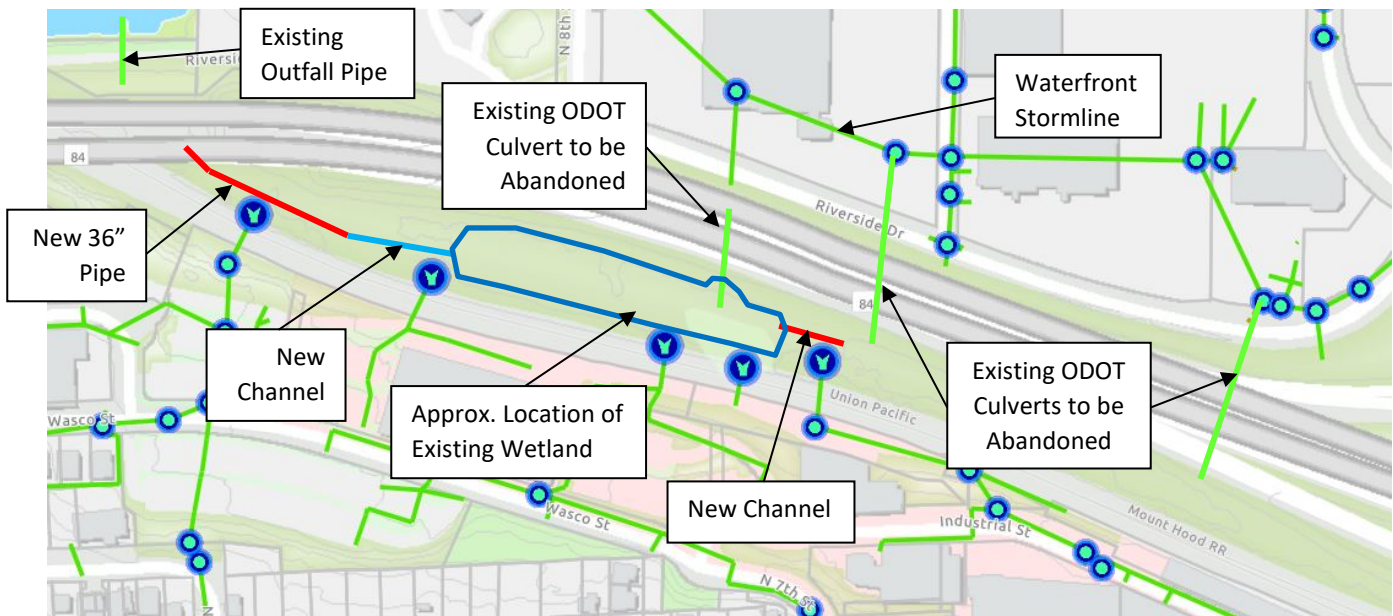 Existing
Outfall Pipe
Riversid
N 8th
Existing ODOT
Culvert to be
Abandoned
Waterfront
Stormline
84
Riverside Dr
New 36”
Pipe
84
New
Channel
Approx. Location of
Existing Wetland
Union Pacific
Existing ODOT
Culverts to be
Abandoned
Wasco St
New Channel
Wasco St
Industrial St
Mount Hood RR
N 7th St
N